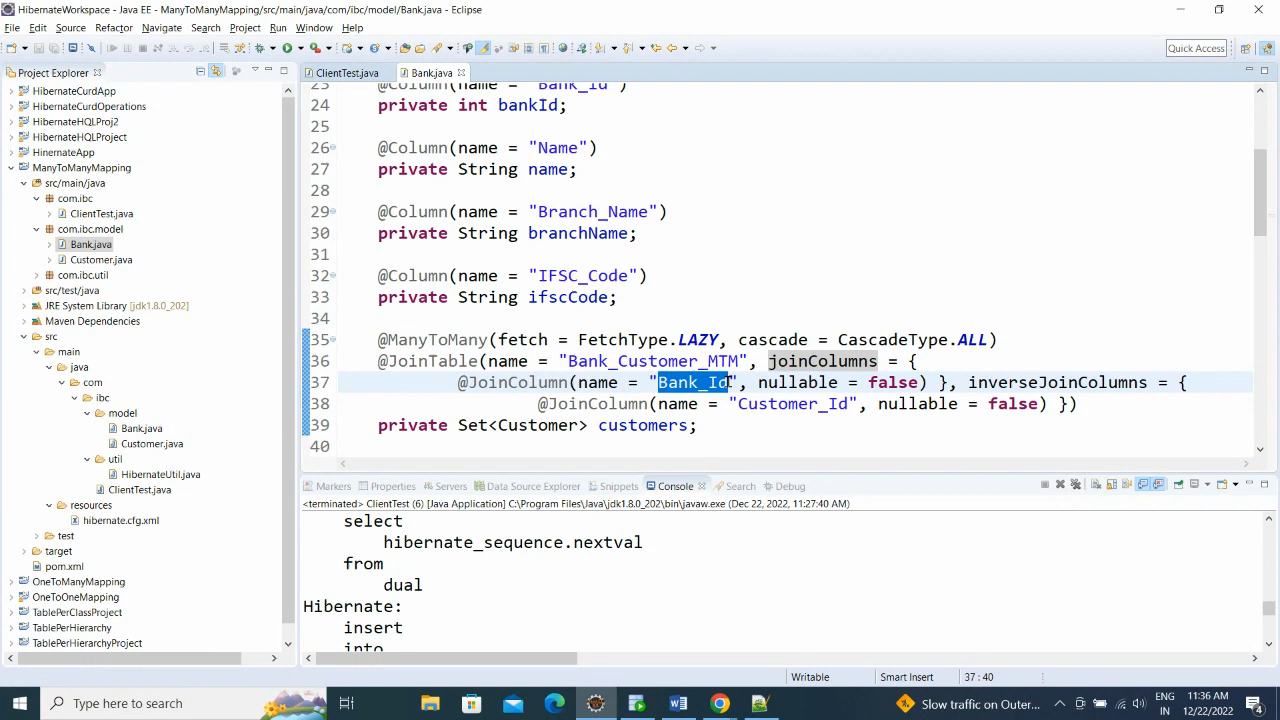 HibernateWorkspace - Java EE - ManyToManyMapping/src/main/java/com/ibc/model/Bank.java - Eclipse
File Edit Source Refactor Navigate Search Project Run Window Help
Quick Access
Project Explorer
HibernateCurdApp
HibernateCurdOperations
HibernateHQLProj2
HibernateHQLProject
HinernateApp
ManyToManyMapping
src/main/java
com.ibc
ClientTest.java
com.ibc.model
Bank.java
Customer.java
com.ibc.util
src/test/java
JRE System Library [jdk1.8.0_202]
Maven Dependencies
src
main
java
com
ibc
model
Bank.java
Customer.java
util
HibernateUtil.java
ClientTest.java
resources
hibernate.cfg.xml
test
target
pom.xml
OneToManyMapping
OneToOneMapping
TablePerClassProject
TablePerHierarchy
TablePerHierarchyProject
ClientTest.java Bank.java
23 @Column(name = "Bank_Id")
24 private int bankId;
25
26 @Column(name = "Name")
27 private String name;
28
29 @Column(name = "Branch_Name")
30 private String branchName;
31
32 @Column(name = "IFSC_Code")
33 private String ifscCode;
34
35 @ManyToMany(fetch = FetchType.LAZY, cascade = CascadeType.ALL)
36 @JoinTable(name = "Bank_Customer_MTM", joinColumns = {
37 @JoinColumn(name = "Bank_Id", nullable = false) }, inverseJoinColumns = {
38 @JoinColumn(name = "Customer_Id", nullable = false) })
39 private Set<Customer> customers;
40
Markers Properties Servers Data Source Explorer Snippets Console Search Debug
<terminated> ClientTest (6) [Java Application] C:\Program Files\Java\jdk1.8.0_202\bin\javaw.exe (Dec 22, 2022, 11:27:40 AM)
select
hibernate_sequence.nextval
from
dual
Hibernate:
insert
into
Writable Smart Insert 37 : 40
Type here to search
Slow traffic on Outer...
ENG
IN
11:36 AM
12/22/2022
4